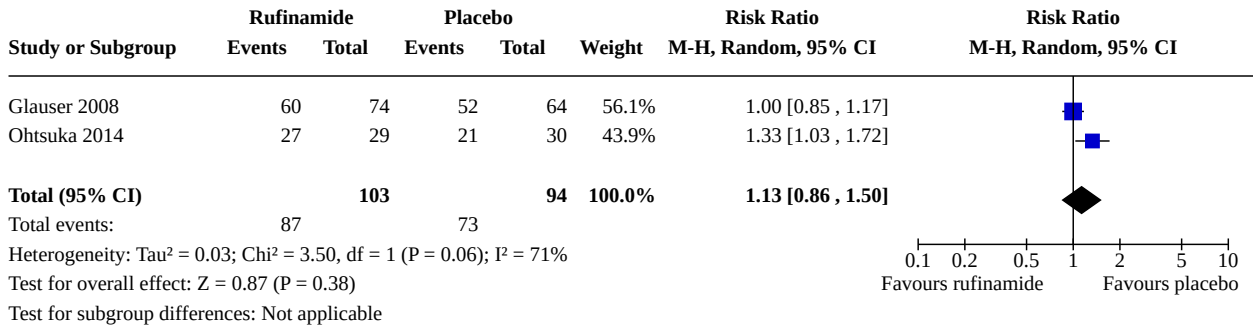 Rufinamide Placebo Risk Ratio Risk Ratio
Study or Subgroup Events Total Events Total Weight M-H, Random, 95% CI M-H, Random, 95% CI
Glauser 2008 60 74 52 64 56.1% 1.00 [0.85 , 1.17]
Ohtsuka 2014 27 29 21 30 43.9% 1.33 [1.03 , 1.72]
Total (95% CI) 103 94 100.0% 1.13 [0.86 , 1.50]
Total events: 87 73
Heterogeneity: Tau² = 0.03; Chi² = 3.50, df = 1 (P = 0.06); I² = 71%
0.1 0.2 0.5 1 2 5 10
Test for overall effect: Z = 0.87 (P = 0.38) Favours rufinamide Favours placebo
Test for subgroup differences: Not applicable